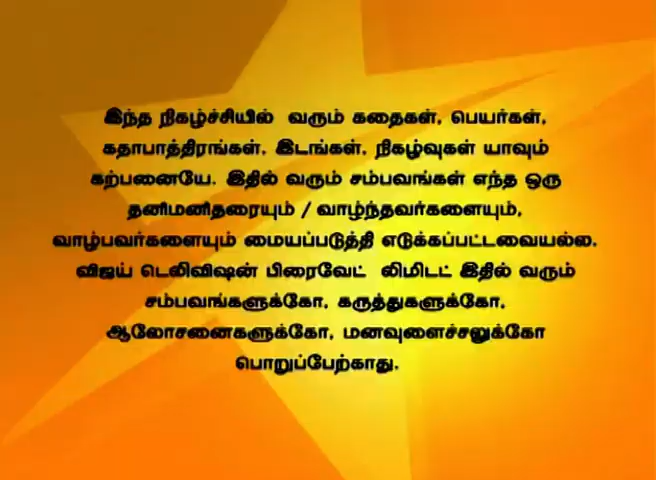 இந்த நிகழ்ச்சியில் வரும் கதைகள், பெயர்கள்,
கதாபாத்திரங்கள், இடங்கள், நிகழ்வுகள் யாவும்
கற்பனையே. இதில் வரும் சம்பவங்கள் எந்த ஒரு
தனிமனிதரையும் / வாழ்ந்தவர்களையும்,
வாழ்பவர்களையும் மையப்படுத்தி எடுக்கப்பட்டவையல்ல.
விஜய் டெலிவிஷன் பிரைவேட் லிமிடட் இதில் வரும்
சம்பவங்களுக்கோ, கருத்துகளுக்கோ,
ஆலோசனைகளுக்கோ, மனவுளைச்சலுக்கோ
பொறுப்பேற்காது.